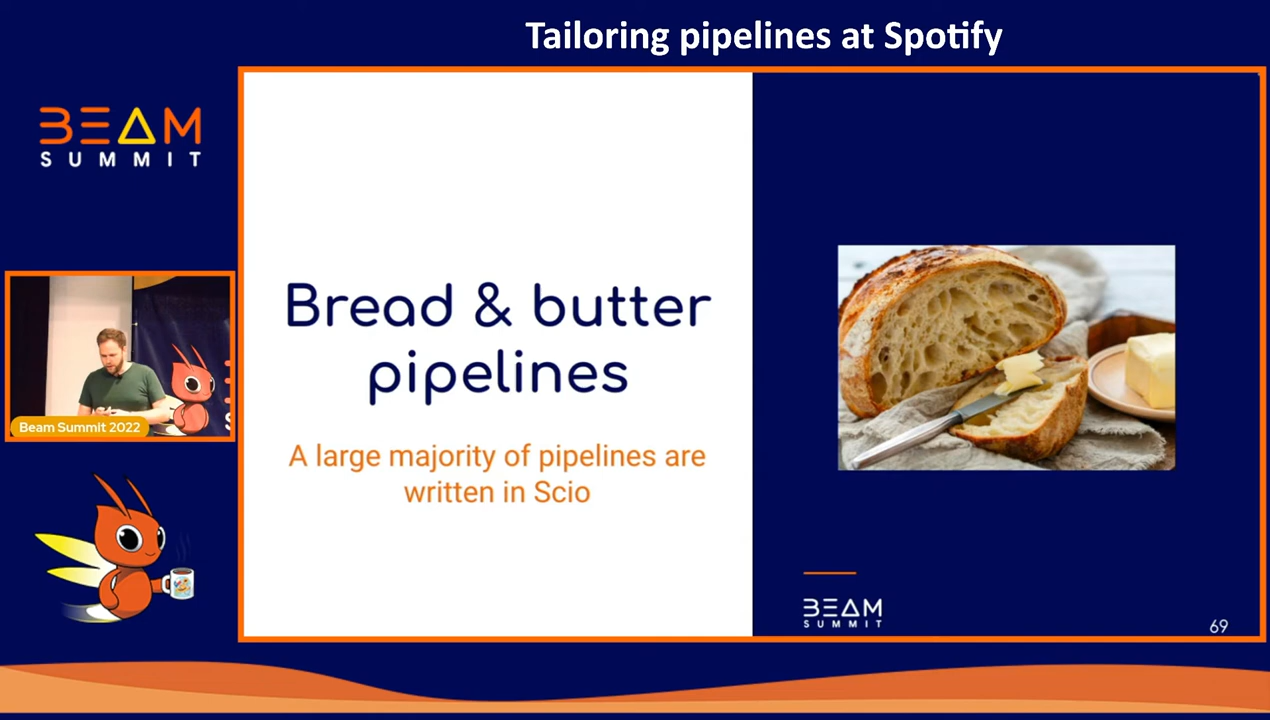 Tailoring pipelines at Spotify
BEAM
SUMMIT
Bread & butter
pipelines
A large majority of pipelines are
written in Scio
Beam Summit 2022
BEAM
SUMMIT
69